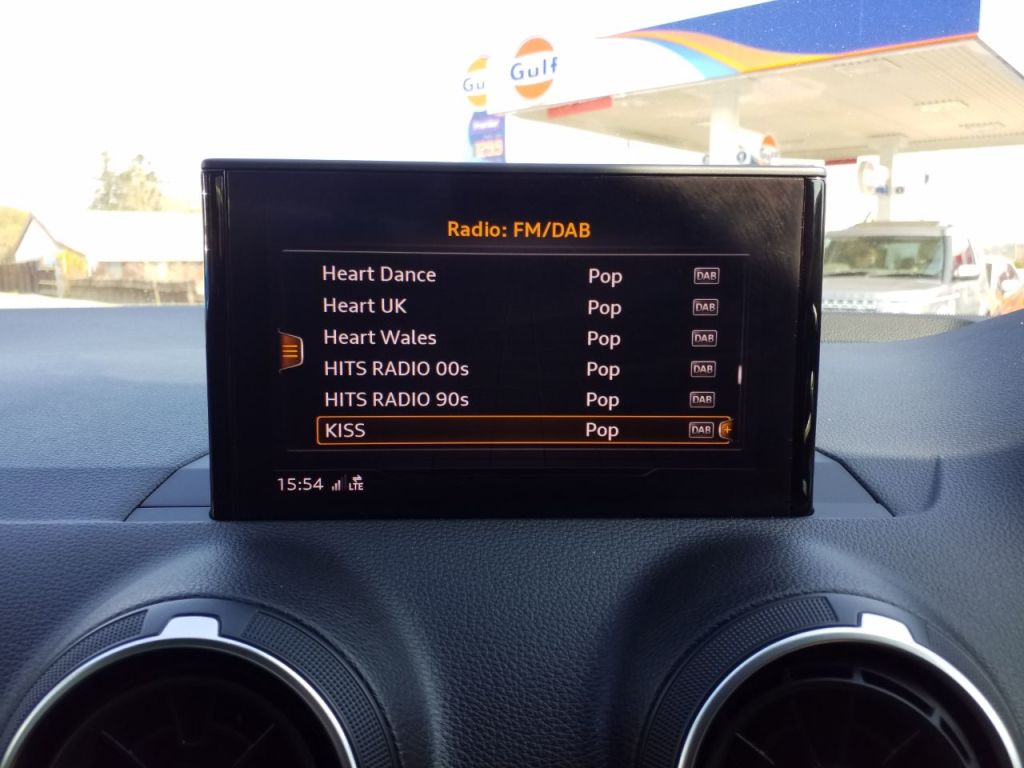 Gulf
Gu
Radio: FM/DAB
Heart Dance Pop DAB
Heart UK Pop DAB
Heart Wales Pop DAB
HITS RADIO 00s Pop DAB
HITS RADIO 90s Pop DAB
KISS Pop DAB
15:54 LTE